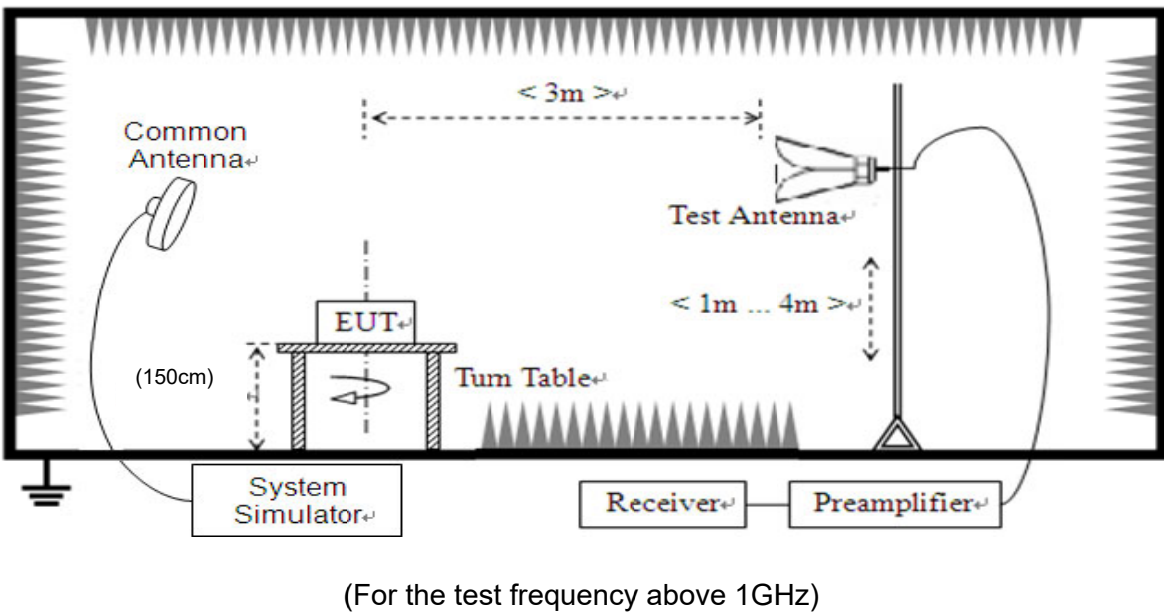 < 3m >↵
Common
Antenna↵
Test Antenna↵
< 1m ... 4m >↵
EUT↵
(150cm)
Turn Table↵
System
Simulator↵
Receiver↵
Preamplifier↵
(For the test frequency above 1GHz)